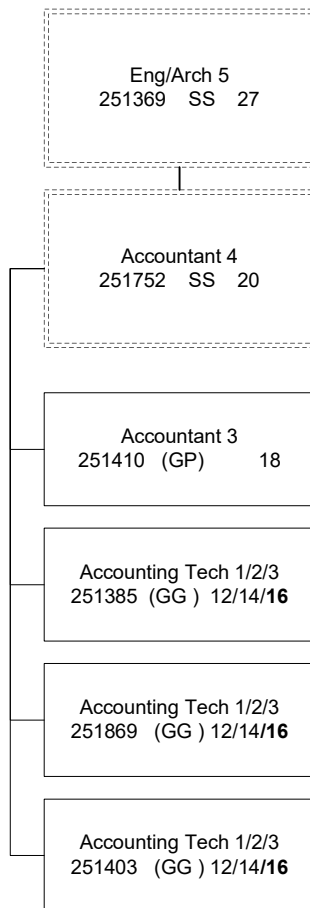 Eng/Arch 5
251369 SS 27
Accountant 4
251752 SS 20
Accountant 3
251410 (GP) 18
Accounting Tech 1/2/3
251385 (GG ) 12/14/16
Accounting Tech 1/2/3
251869 (GG ) 12/14/16
Accounting Tech 1/2/3
251403 (GG ) 12/14/16